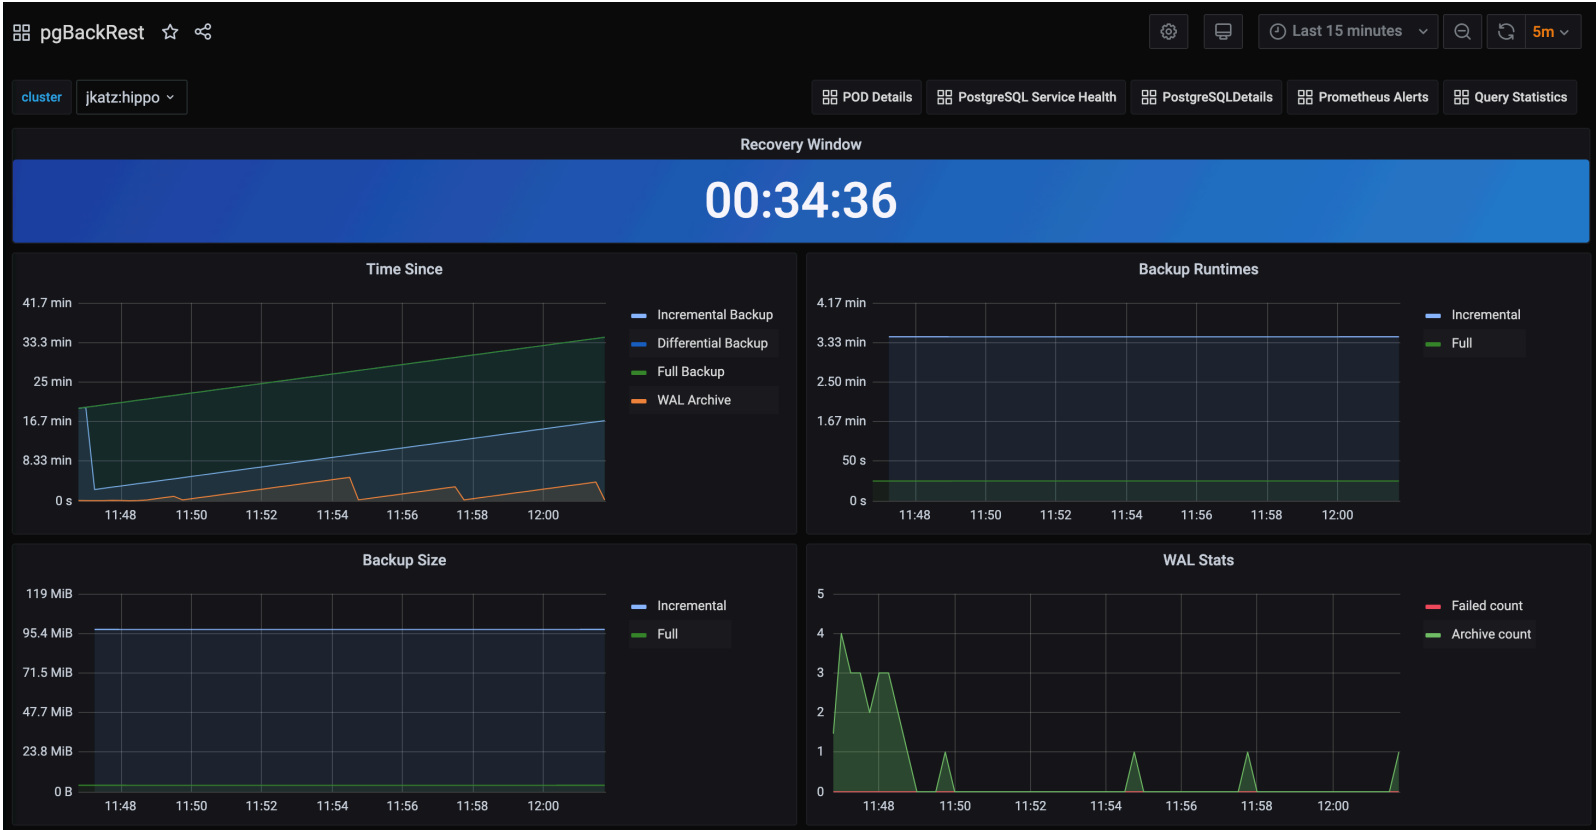 pgBackRest
Last 15 minutes
5m
cluster
jkatz:hippo
POD Details
PostgreSQL Service Health
PostgreSQLDetails
Prometheus Alerts
Query Statistics
Recovery Window
00:34:36
Time Since
41.7 min
33.3 min
25 min
16.7 min
8.33 min
0 s
11:48 11:50 11:52 11:54 11:56 11:58 12:00
Incremental Backup
Differential Backup
Full Backup
WAL Archive
Backup Runtimes
4.17 min
3.33 min
2.50 min
1.67 min
50 s
0 s
11:48 11:50 11:52 11:54 11:56 11:58 12:00
Incremental
Full
Backup Size
119 MiB
95.4 MiB
71.5 MiB
47.7 MiB
23.8 MiB
0 B
11:48 11:50 11:52 11:54 11:56 11:58 12:00
Incremental
Full
WAL Stats
5
4
3
2
1
0
11:48 11:50 11:52 11:54 11:56 11:58 12:00
Failed count
Archive count